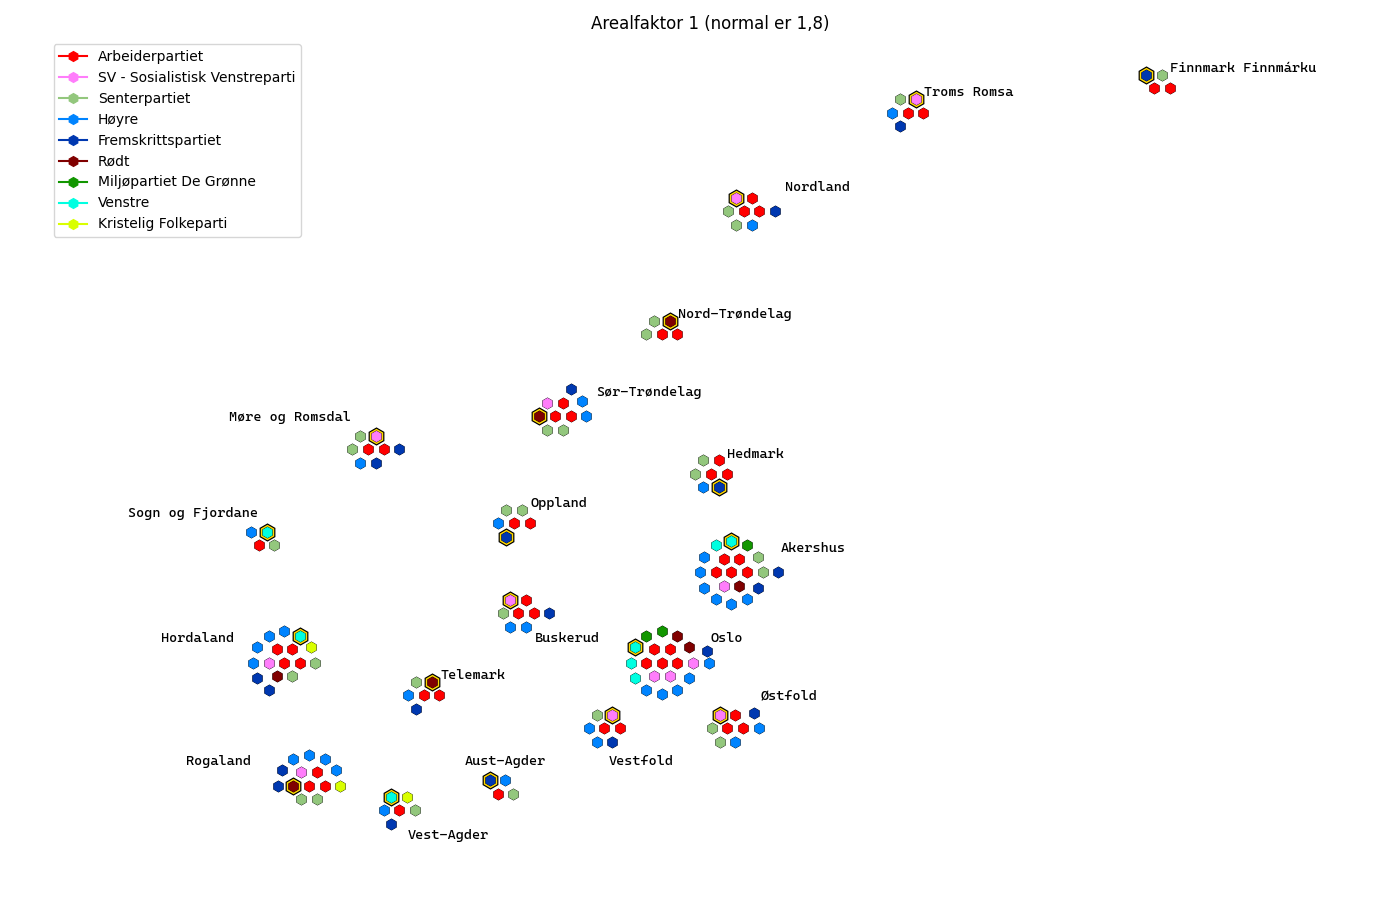 Arealfaktor 1 (normal er 1,8)
Arbeiderpartiet
SV - Sosialistisk Venstreparti
Senterpartiet
Høyre
Fremskrittspartiet
Rødt
Miljøpartiet De Grønne
Venstre
Kristelig Folkeparti
Finnmark Finnmárku
Troms Romsa
Nordland
Nord-Trøndelag
Sør-Trøndelag
Møre og Romsdal
Hedmark
Oppland
Sogn og Fjordane
Akershus
Hordaland
Buskerud
Oslo
Telemark
Østfold
Rogaland
Aust-Agder
Vestfold
Vest-Agder